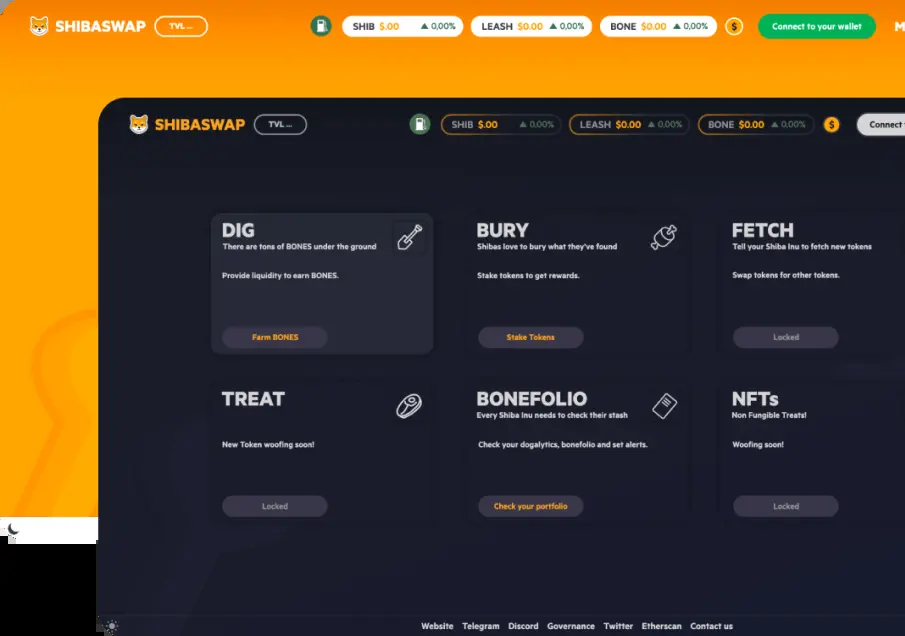 SHIBASWAP TVL ... SHIB $.00 0,00% LEASH $0.00 0,00% BONE $0.00 0,00% $ Connect to your wallet M
SHIBASWAP TVL ... SHIB $.00 0,00% LEASH $0.00 0,00% BONE $0.00 0,00% $ Connect
DIG
There are tons of BONES under the ground
Provide liquidity to earn BONES.
Farm BONES
BURY
Shibas love to bury what they've found
Stake tokens to get rewards.
Stake Tokens
FETCH
Tell your Shiba Inu to fetch new tokens
Swap tokens for other tokens.
Locked
TREAT
New Token woofing soon!
Locked
BONEFOLIO
Every Shiba Inu needs to check their stash
Check your dogalytics, bonefolio and set alerts.
Check your portfolio
NFTs
Non Fungible Treats!
Woofing soon!
Locked
Website Telegram Discord Governance Twitter Etherscan Contact us